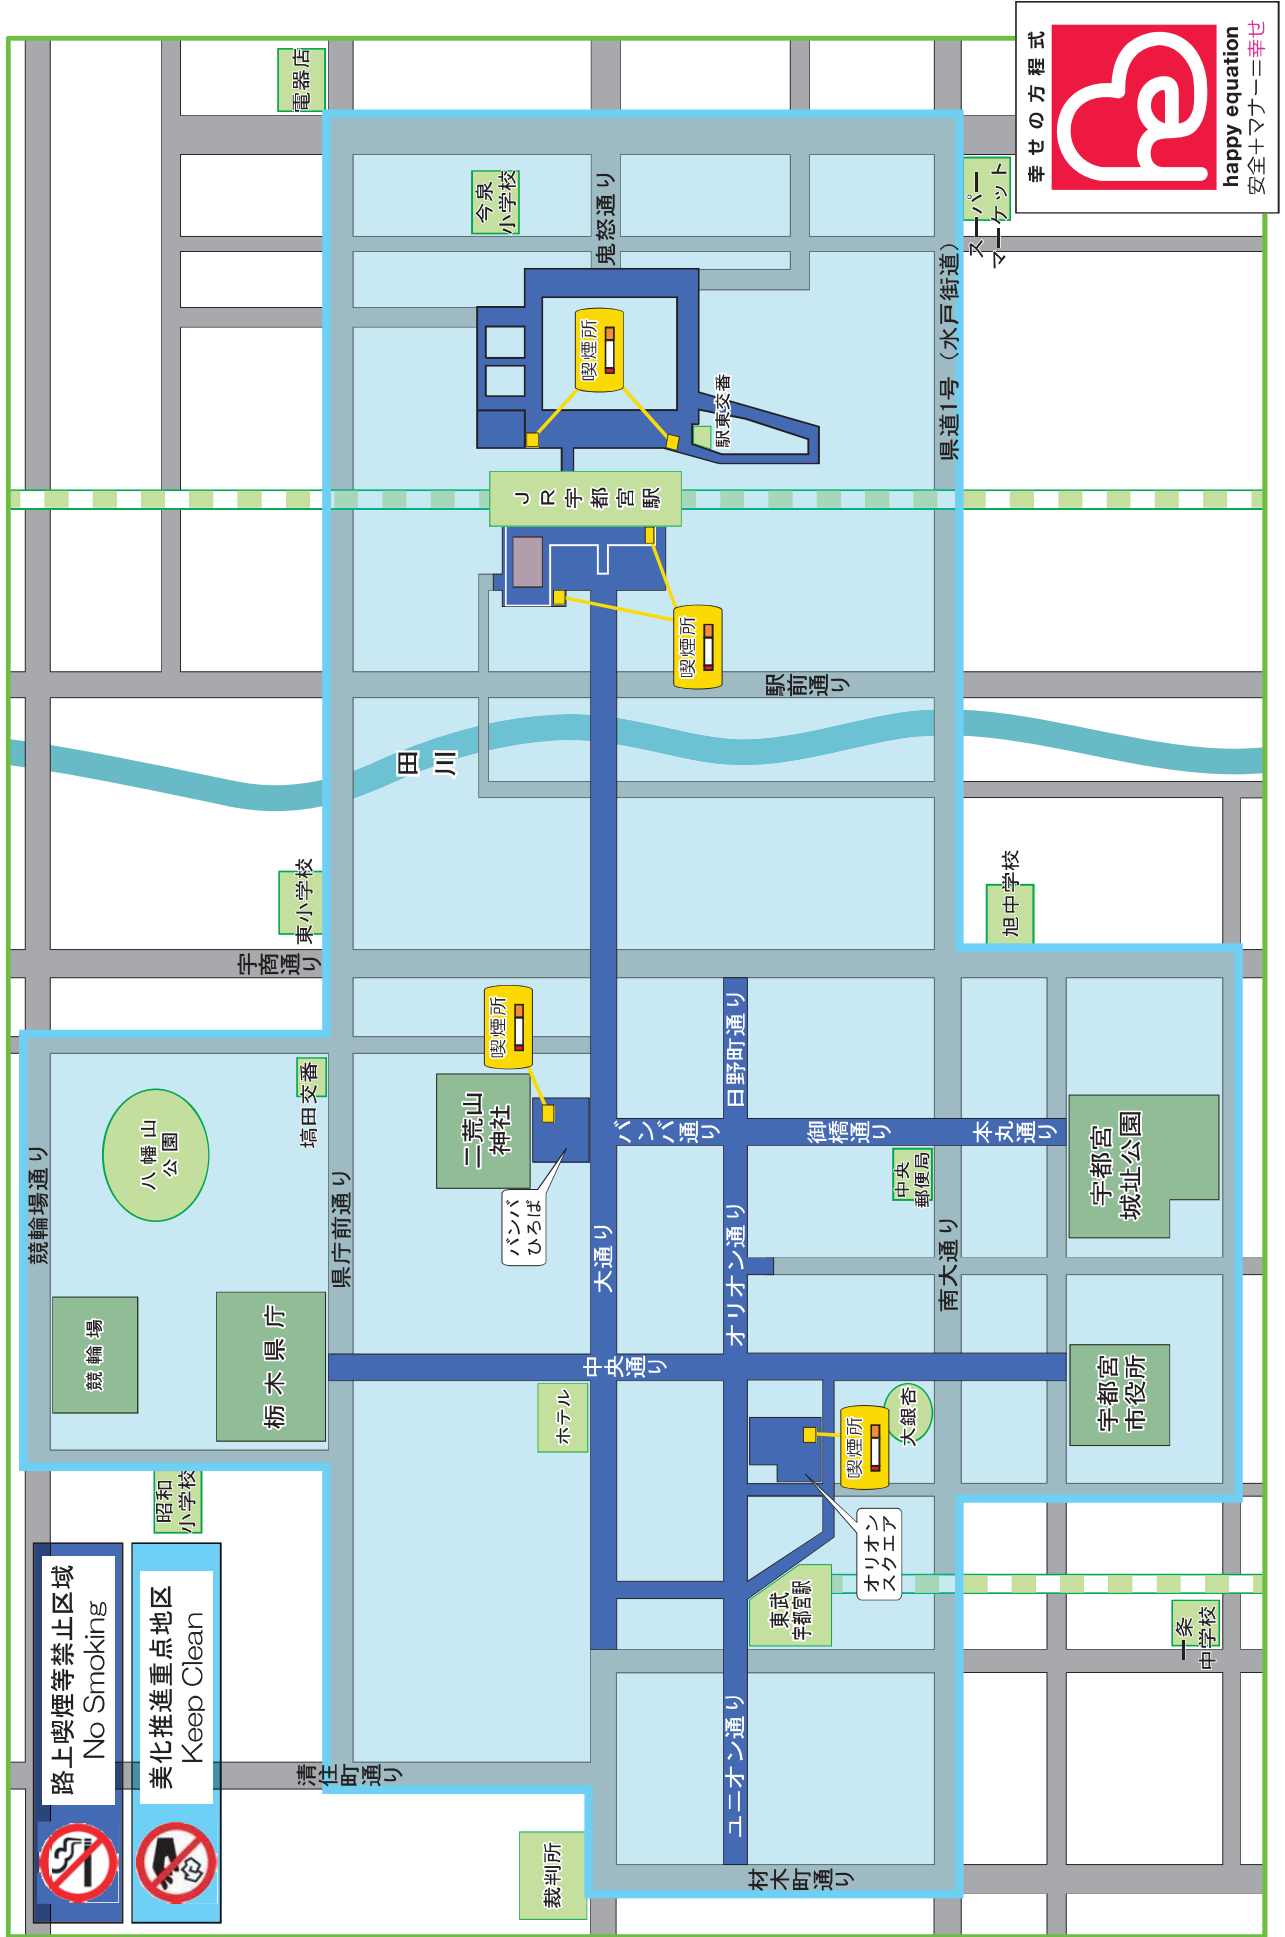 路上喫煙等禁止区域
No Smoking
美化推進重点地区
Keep Clean
幸せの方程式
happy equation
安全+マナー=幸せ
競輪場通り
競輪場
八幡山
公園
昭和
小学校
栃木県庁
塙田交番
宇商通り
東小学校
電器店
清住町通り
県庁前通り
田川
今泉
小学校
裁判所
ホテル
二荒山
神社
バンバ
ひろば
喫煙所
JR宇都宮駅
喫煙所
鬼怒通り
中央通り
大通り
バンバ通り
喫煙所
駅東交番
ユニオン通り
オリオン通り
日野町通り
駅前通り
東武
宇都宮駅
材木町通り
オリオン
スクエア
喫煙所
大銀杏
中央
郵便局
御橋通り
南大通り
県道1号(水戸街道)
スーパー
マーケット
本丸通り
旭中学校
宇都宮
市役所
宇都宮
城址公園
一条
中学校